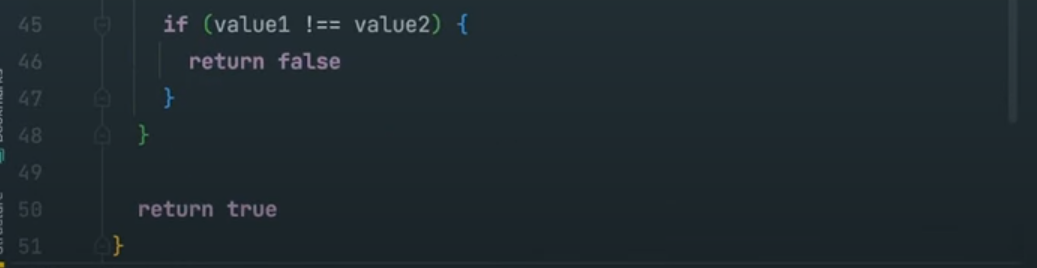 45 if (value1 !== value2) {
46 return false
47 }
48 }
49
50 return true
51 }